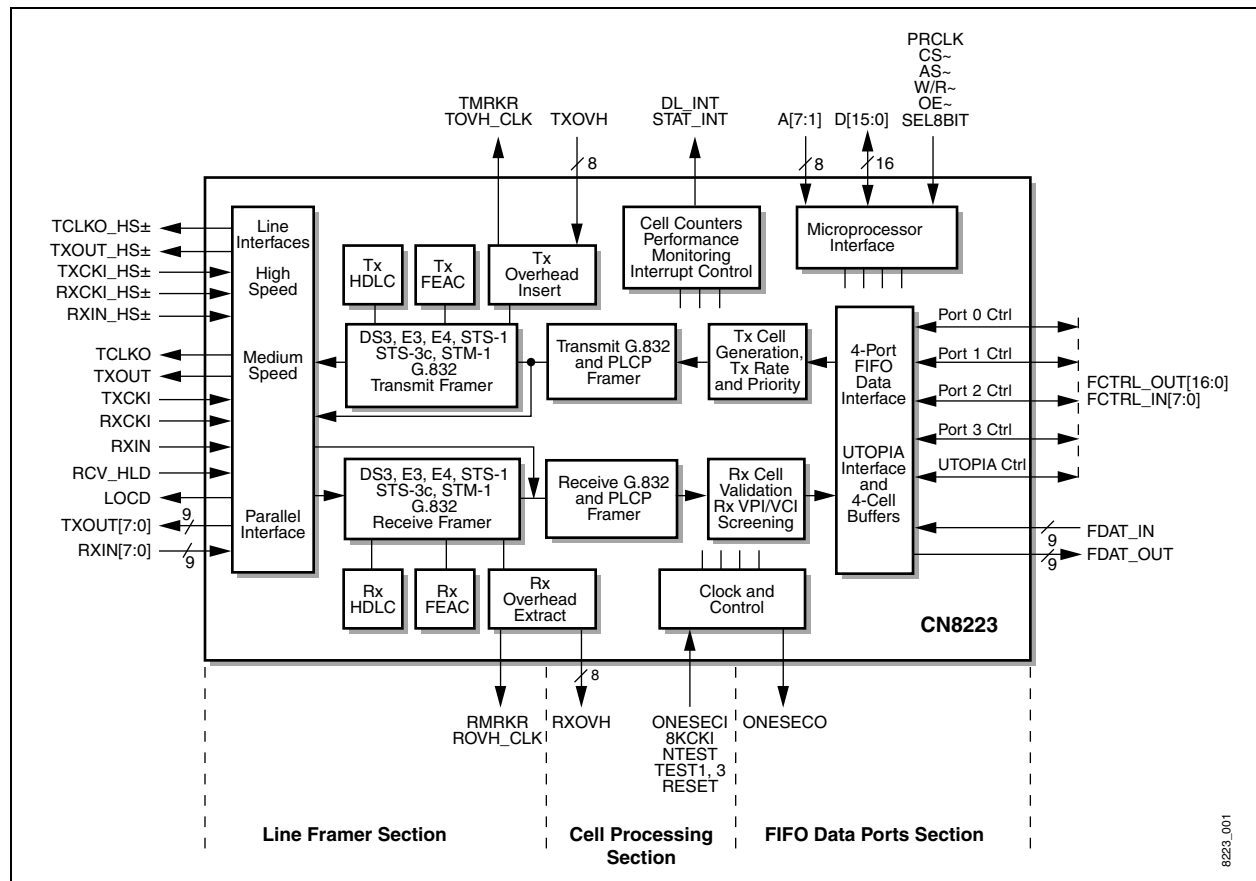 PRCLK
CS~
AS~
W/R~
OE~
SEL8BIT
TMRKR
TOVH_CLK
TXOVH
DL_INT
STAT_INT
A[7:1]
D[15:0]
8
8
16
TCLKO_HS±
TXOUT_HS±
TXCKI_HS±
RXCKI_HS±
RXIN_HS±
TCLKO
TXOUT
TXCKI
RXCKI
RXIN
RCV_HLD
LOCD
TXOUT[7:0]
9
RXIN[7:0]
9
Line
Interfaces
High
Speed
Medium
Speed
Parallel
Interface
Tx
HDLC
Tx
FEAC
Tx
Overhead
Insert
Cell Counters
Performance
Monitoring
Interrupt Control
Microprocessor
Interface
DS3, E3, E4, STS-1
STS-3c, STM-1
G.832
Transmit Framer
Transmit G.832
and PLCP
Framer
Tx Cell
Generation,
Tx Rate
and Priority
4-Port
FIFO
Data
Interface
UTOPIA
Interface
and
4-Cell
Buffers
Port 0 Ctrl
Port 1 Ctrl
Port 2 Ctrl
Port 3 Ctrl
UTOPIA Ctrl
FCTRL_OUT[16:0]
FCTRL_IN[7:0]
9
FDAT_IN
9
FDAT_OUT
DS3, E3, E4, STS-1
STS-3c, STM-1
G.832
Receive Framer
Receive G.832
and PLCP
Framer
Rx Cell
Validation
Rx VPI/VCI
Screening
Rx
HDLC
Rx
FEAC
Rx
Overhead
Extract
Clock and
Control
CN8223
8
RMRKR
ROVH_CLK
RXOVH
ONESECI
8KCKI
NTEST
TEST1, 3
RESET
ONESECO
Line Framer Section
Cell Processing
Section
FIFO Data Ports Section
8223_001